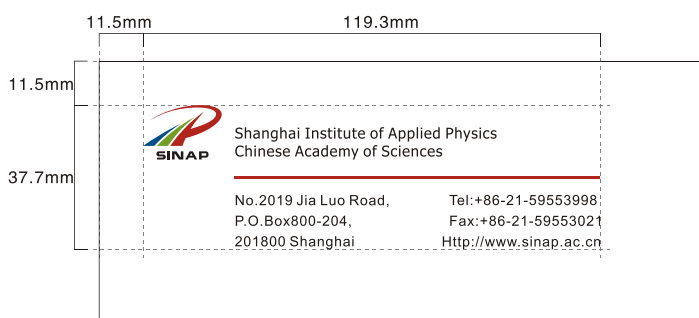 11.5mm 119.3mm
11.5mm
37.7mm
SINAP
Shanghai Institute of Applied Physics
Chinese Academy of Sciences
No.2019 Jia Luo Road, Tel:+86-21-59553998
P.O.Box800-204, Fax:+86-21-59553021
201800 Shanghai Http://www.sinap.ac.cn